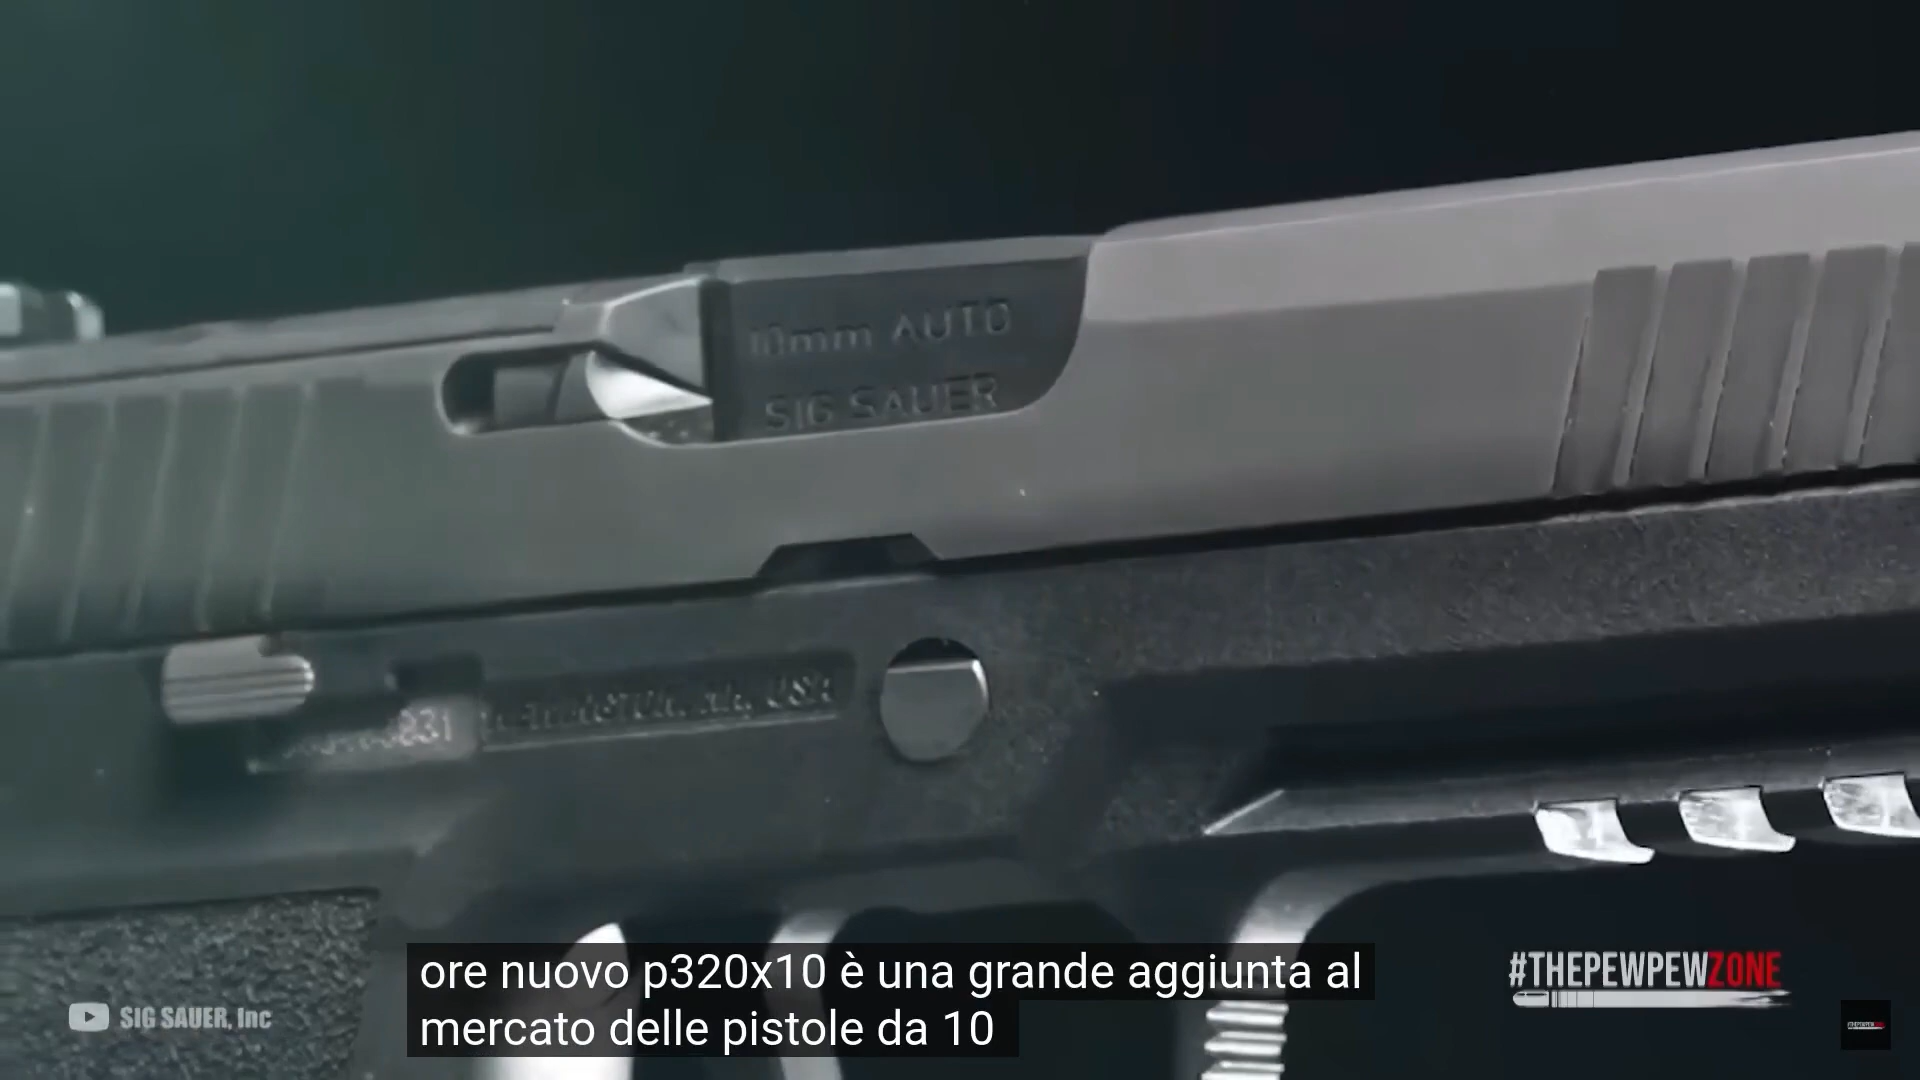 10mm AUTO
SIG SAUER
NH, USA
ore nuovo p320x10 è una grande aggiunta al
mercato delle pistole da 10
#THEPEWPEWZONE
SIG SAUER, Inc